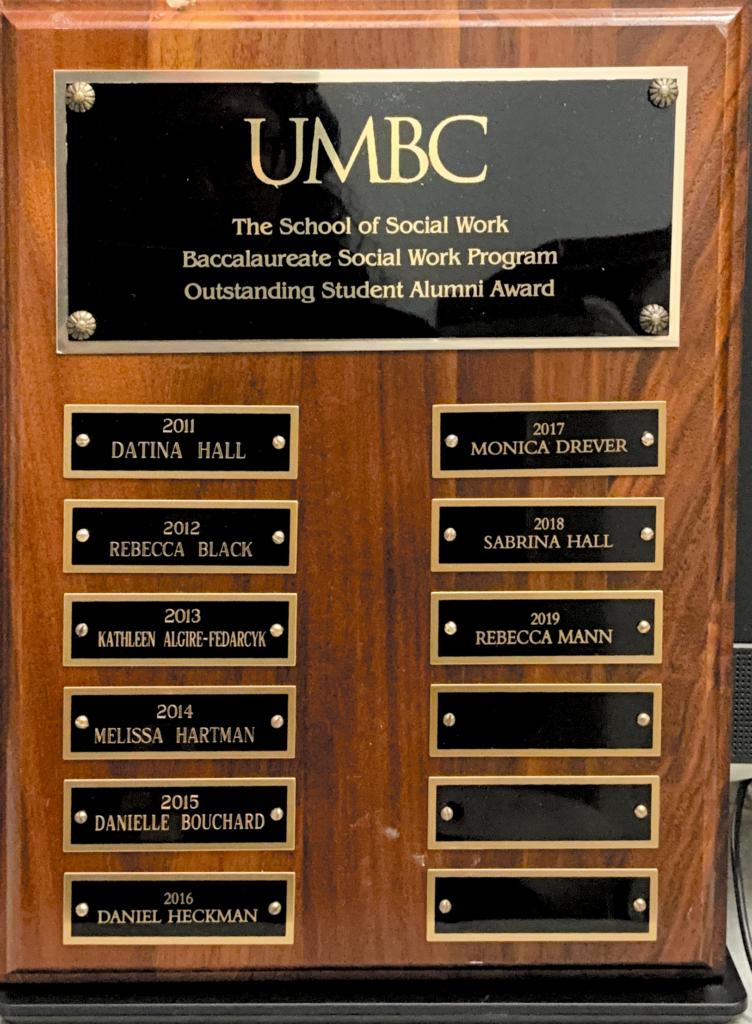 UMBC
The School of Social Work
Baccalaureate Social Work Program
Outstanding Student Alumni Award
2011
DATINA HALL
2012
REBECCA BLACK
2013
KATHLEEN ALGIRE-FEDARCYK
2014
MELISSA HARTMAN
2015
DANIELLE BOUCHARD
2016
DANIEL HECKMAN
2017
MONICA DREVER
2018
SABRINA HALL
2019
REBECCA MANN